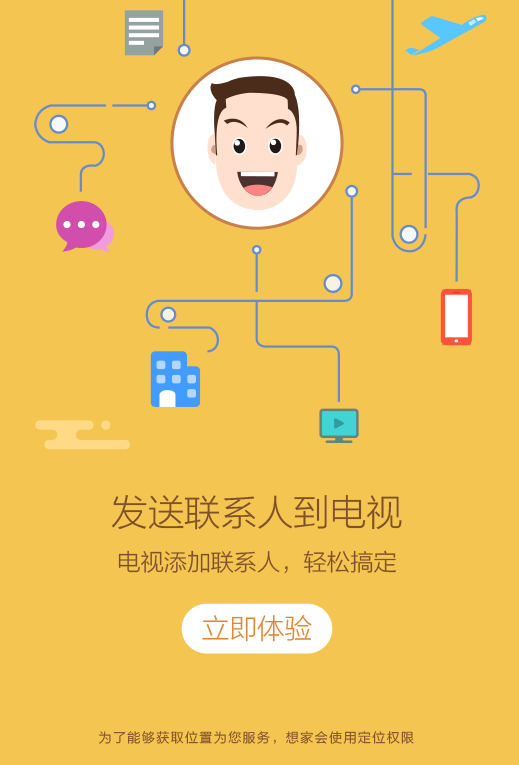 发送联系人到电视
电视添加联系人，轻松搞定
立即体验
为了能够获取位置为您服务，想家会使用定位权限